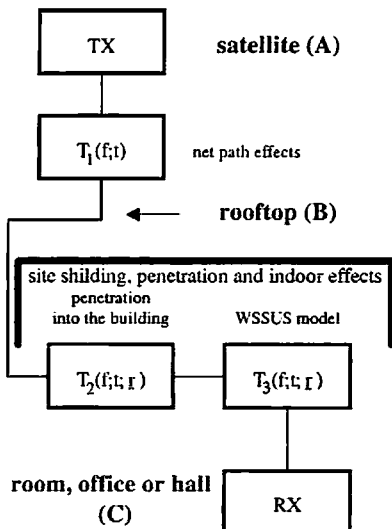 TX
satellite (A)
T1(f;t)
net path effects
rooftop (B)
site shilding, penetration and indoor effects
penetration
into the building
WSSUS model
T2(f;t; r)
T3(f;t; r)
room, office or hall
(C)
RX